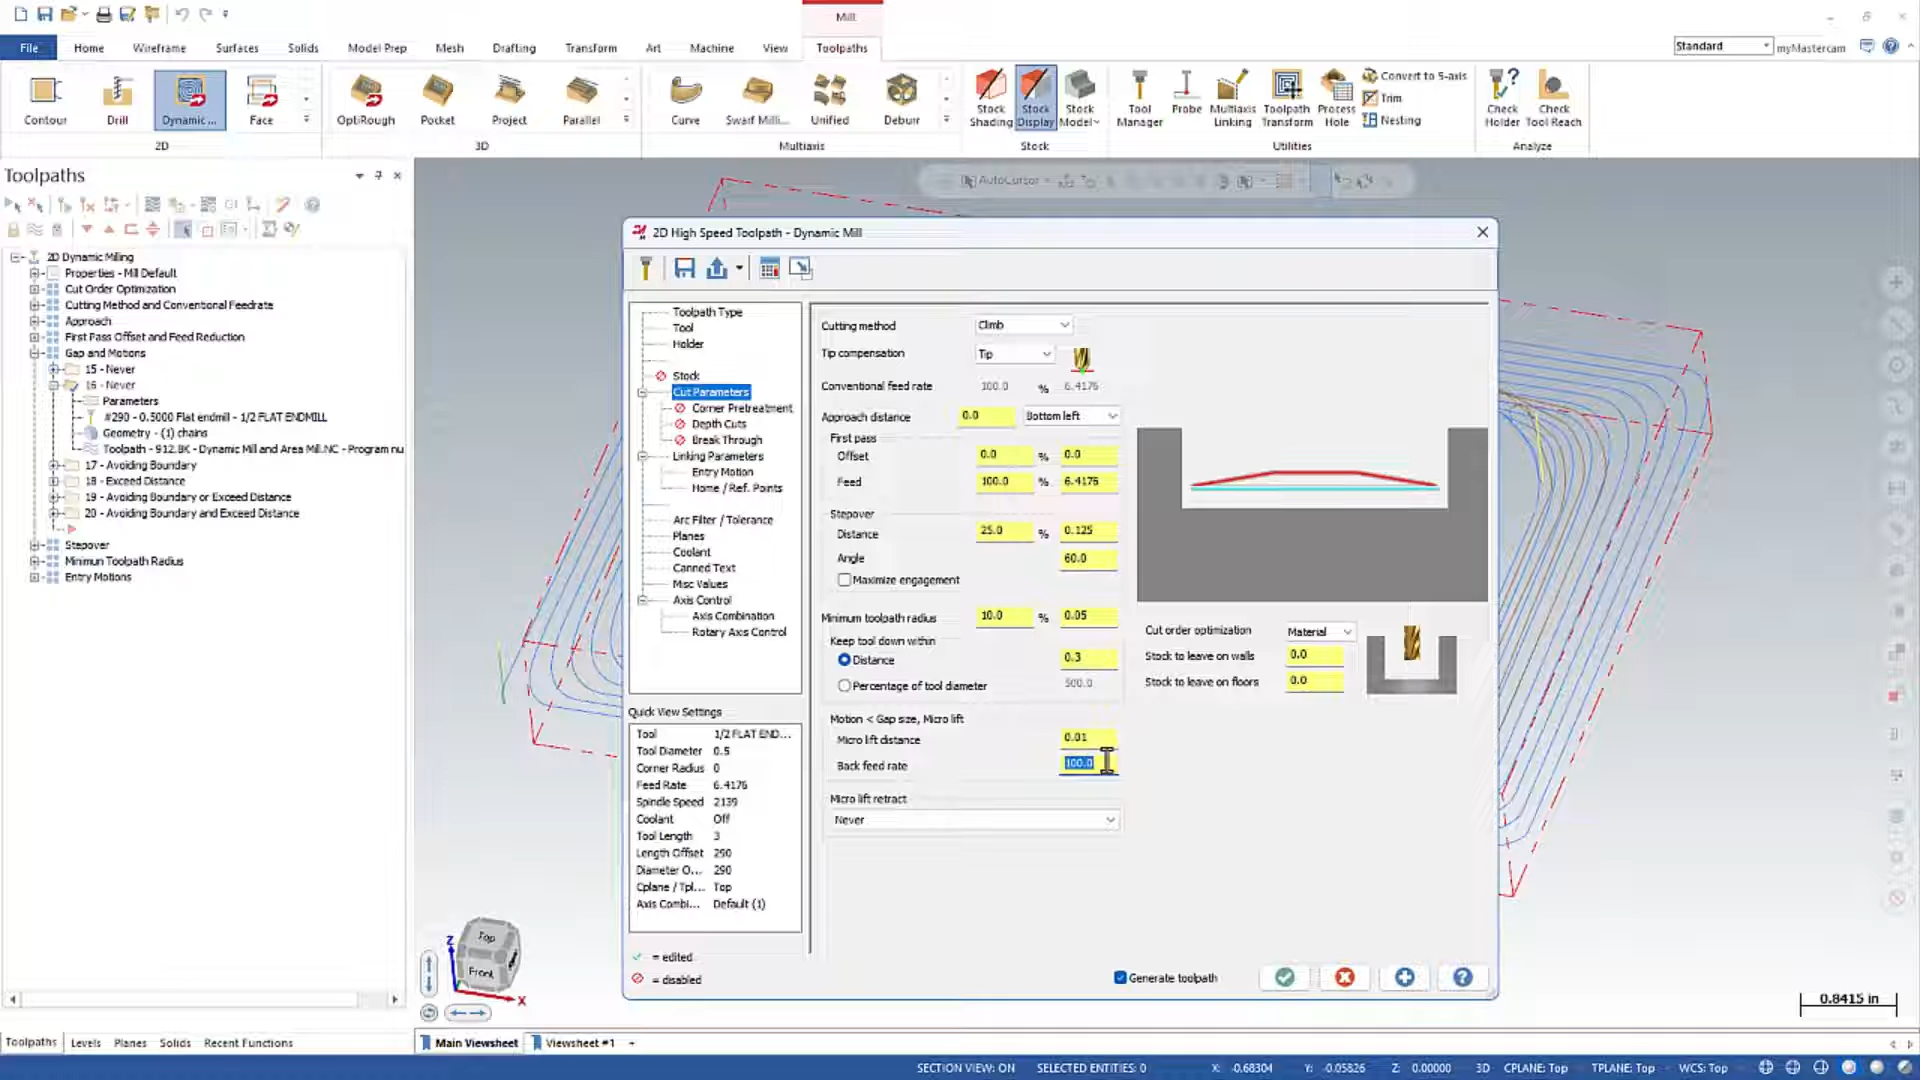 Mill
File Home Wireframe Surfaces Solids Model Prep Mesh Drafting Transform Art Machine View Toolpaths
Standard myMastercam
Contour Drill Dynamic ... Face OptiRough Pocket Project Parallel Curve Swarf Milli... Unified Deburr Stock Shading Stock Display Stock Model Tool Manager Probe Multiaxis Linking Toolpath Transform Process Hole Convert to 5-axis Trim Nesting Check Holder Check Tool Reach
2D 3D Multiaxis Stock Utilities Analyze
Toolpaths
AutoCursor
2D Dynamic Milling
Properties - Mill Default
Cut Order Optimization
Cutting Method and Conventional Feedrate
Approach
First Pass Offset and Feed Reduction
Gap and Motions
15 - Never
16 - Never
Parameters
#290 - 0.5000 Flat endmill - 1/2 FLAT ENDMILL
Geometry - (1) chains
Toolpath - 912.8K - Dynamic Mill and Area Mill.NC - Program nu
17 - Avoiding Boundary
18 - Exceed Distance
19 - Avoiding Boundary or Exceed Distance
20 - Avoiding Boundary and Exceed Distance
Stepover
Minimun Toolpath Radius
Entry Motions
2D High Speed Toolpath - Dynamic Mill
Toolpath Type
Tool
Holder
Stock
Cut Parameters
Corner Pretreatment
Depth Cuts
Break Through
Linking Parameters
Entry Motion
Home / Ref. Points
Arc Filter / Tolerance
Planes
Coolant
Canned Text
Misc Values
Axis Control
Axis Combination
Rotary Axis Control
Quick View Settings
Tool 1/2 FLAT END...
Tool Diameter 0.5
Corner Radius 0
Feed Rate 6.4176
Spindle Speed 2139
Coolant Off
Tool Length 3
Length Offset 290
Diameter O... 290
Cplane / Tpl... Top
Axis Combi... Default (1)
= edited
= disabled
Cutting method Climb
Tip compensation Tip
Conventional feed rate 100.0 % 6.4176
Approach distance 0.0 Bottom left
First pass
Offset 0.0 % 0.0
Feed 100.0 % 6.4176
Stepover
Distance 25.0 % 0.125
Angle 60.0
Maximize engagement
Minimum toolpath radius 10.0 % 0.05
Keep tool down within
Distance 0.3
Percentage of tool diameter 500.0
Motion < Gap size, Micro lift
Micro lift distance 0.01
Back feed rate 100.0
Micro lift retract
Never
Cut order optimization Material
Stock to leave on walls 0.0
Stock to leave on floors 0.0
Generate toolpath
Top
Front
Z
X
0.8415 in
Toolpaths Levels Planes Solids Recent Functions
Main Viewsheet Viewsheet #1
SECTION VIEW: ON SELECTED ENTITIES: 0 X: -0.68304 Y: -0.05826 Z: 0.00000 3D CPLANE: Top TPLANE: Top WCS: Top